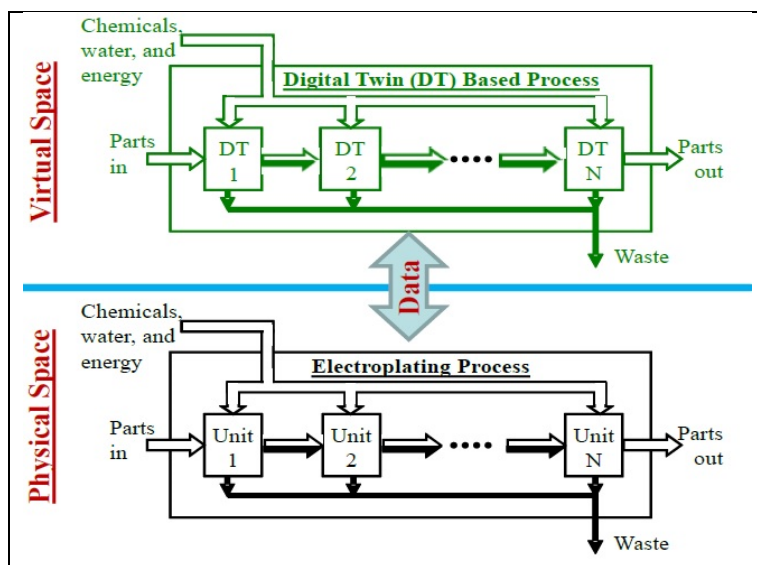 Virtual Space
Chemicals,
water, and
energy
Digital Twin (DT) Based Process
Parts
in
DT
1
DT
2
DT
N
Parts
out
Waste
Data
Physical Space
Chemicals,
water, and
energy
Electroplating Process
Parts
in
Unit
1
Unit
2
Unit
N
Parts
out
Waste